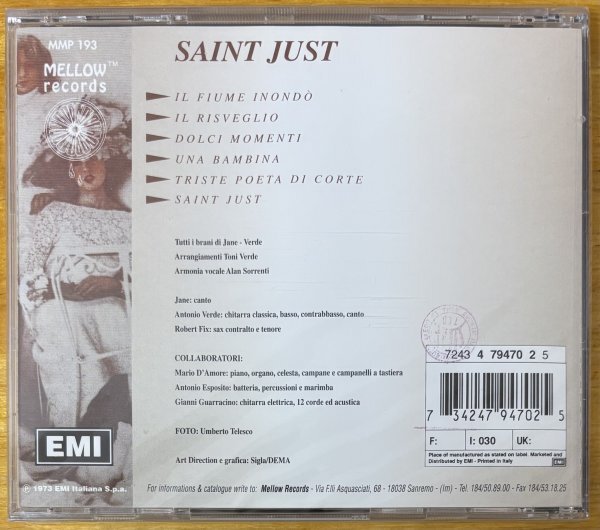 MMP 193
MELLOW™
records
SAINT JUST
IL FIUME INONDÒ
IL RISVEGLIO
DOLCI MOMENTI
UNA BAMBINA
TRISTE POETA DI CORTE
SAINT JUST
Tutti i brani di Jane - Verde
Arrangiamenti Toni Verde
Armonia vocale Alan Sorrenti
Jane: canto
Antonio Verde: chitarra classica, basso, contrabbasso, canto
Robert Fix: sax contralto e tenore
COLLABORATORI:
Mario D'Amore: piano, organo, celesta, campane e campanelli a tastiera
Antonio Esposito: batteria, percussioni e marimba
Gianni Guarracino: chitarra elettrica, 12 corde ed acustica
FOTO: Umberto Telesco
Art Direction e grafica: Sigla/DEMA
7243 4 79470 2 5
7 34247 94702 5
F: I: 030 UK:
Place of manufacture as stated on label. Marketed and
Distributed by EMI - Printed in Italy
EMI
EMI
℗ 1973 EMI Italiana S.p.a.
For informations & catalogue write to: Mellow Records - Via F.lli Asquasciati, 68 - 18038 Sanremo - (Im) - Tel. 184/50.89.00 - Fax 184/53.18.25